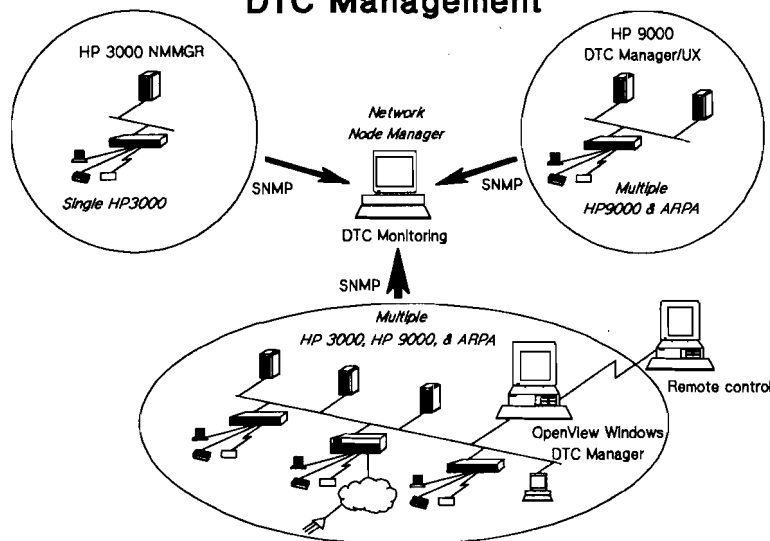 DTC Management
HP 3000 NMMGR
Single HP3000
SNMP
Network
Node Manager
DTC Monitoring
HP 9000
DTC Manager/UX
SNMP
Multiple
HP9000 & ARPA
SNMP
Multiple
HP 3000, HP 9000, & ARPA
OpenView Windows
DTC Manager
Remote control